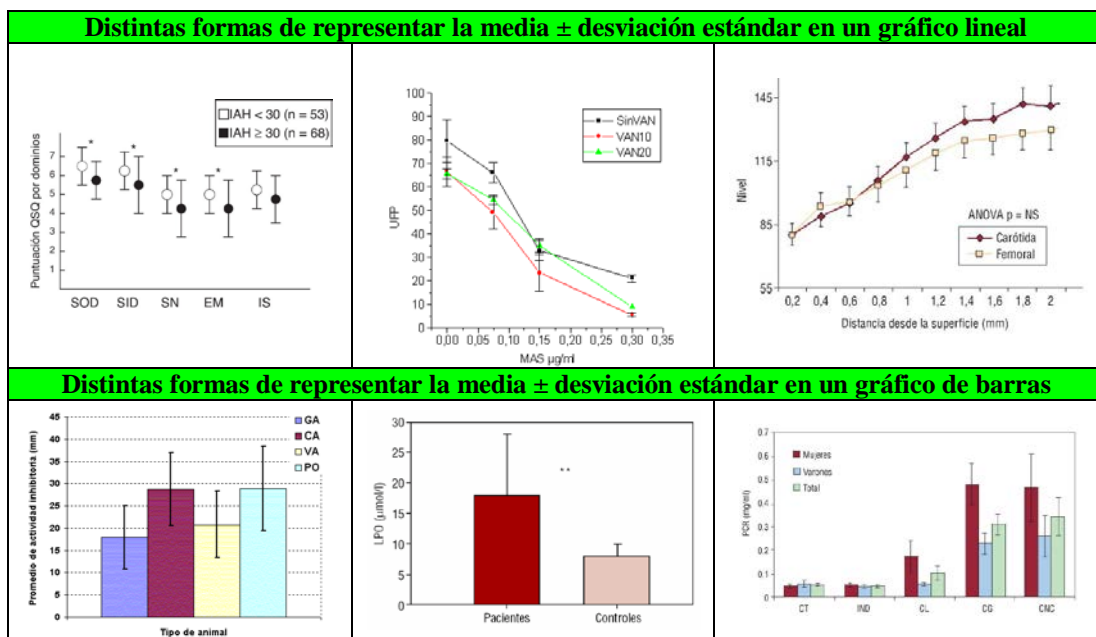 Distintas formas de representar la media ± desviación estándar en un gráfico lineal
Puntuación QSQ por dominios
IAH < 30 (n = 53)
IAH ≥ 30 (n = 68)
7
6
5
4
3
2
1
SOD SID SN EM IS
* * * *
UFP
100
90
80
70
60
50
40
30
20
10
0
SinVAN
VAN10
VAN20
0,00 0,05 0,10 0,15 0,20 0,25 0,30 0,35
MAS µg/ml
Nivel
145
115
85
55
ANOVA p = NS
Carótida
Femoral
0,2 0,4 0,6 0,8 1 1,2 1,4 1,6 1,8 2
Distancia desde la superficie (mm)
Distintas formas de representar la media ± desviación estándar en un gráfico de barras
Promedio de actividad inhibitoria (mm)
45
40
35
30
25
20
15
10
5
0
GA
CA
VA
PO
Tipo de animal
LPO (µmol/l)
30
25
20
15
10
5
0
**
Pacientes Controles
PCR (mg/ml)
0.7
0.6
0.5
0.4
0.3
0.2
0.1
0
Mujeres
Varones
Total
CT IND CL CG CNC